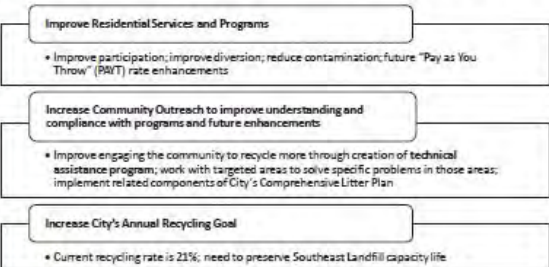 Improve Residential Services and Programs
• Improve participation; improve diversion; reduce contamination; future "Pay as You
Throw" (PAYT) rate enhancements
Increase Community Outreach to improve understanding and
compliance with programs and future enhancements
• Improve engaging the community to recycle more through creation of technical
assistance program; work with targeted areas to solve specific problems in those areas;
implement related components of City's Comprehensive Litter Plan
Increase City's Annual Recycling Goal
• Current recycling rate is 21%; need to preserve Southeast Landfill capacity life